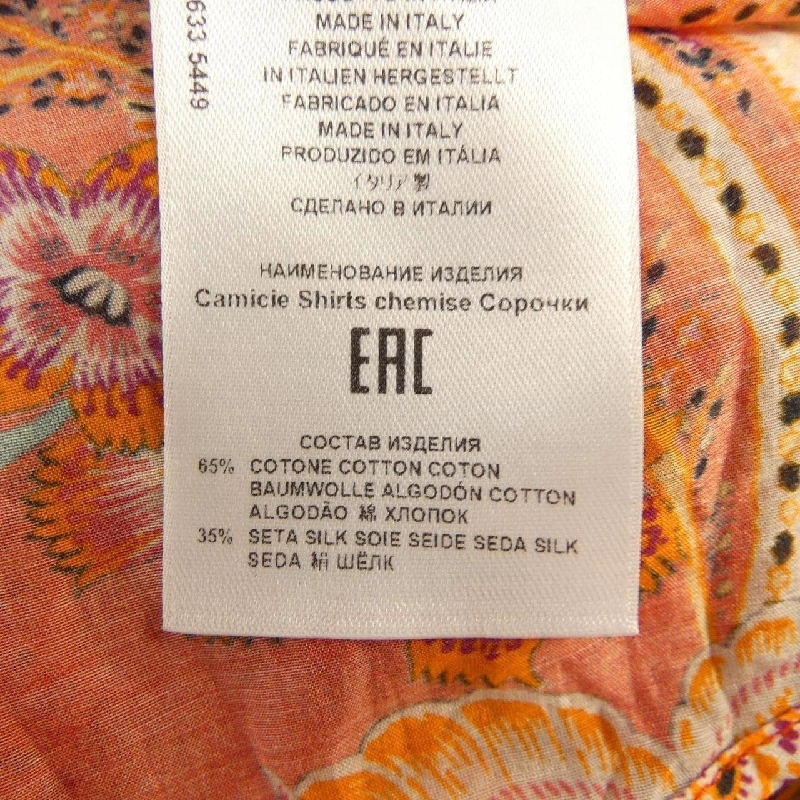 633 5449
MADE IN ITALY
FABRIQUÉ EN ITALIE
IN ITALIEN HERGESTELLT
FABRICADO EN ITALIA
MADE IN ITALY
PRODUZIDO EM ITÁLIA
イタリア製
СДЕЛАНО В ИТАЛИИ
НАИМЕНОВАНИЕ ИЗДЕЛИЯ
Camicie Shirts chemise Сорочки
EAC
СОСТАВ ИЗДЕЛИЯ
65% COTONE COTTON COTON
BAUMWOLLE ALGODÓN COTTON
ALGODÃO 綿 ХЛОПОК
35% SETA SILK SOIE SEIDE SEDA SILK
SEDA 絹 ШЁЛК